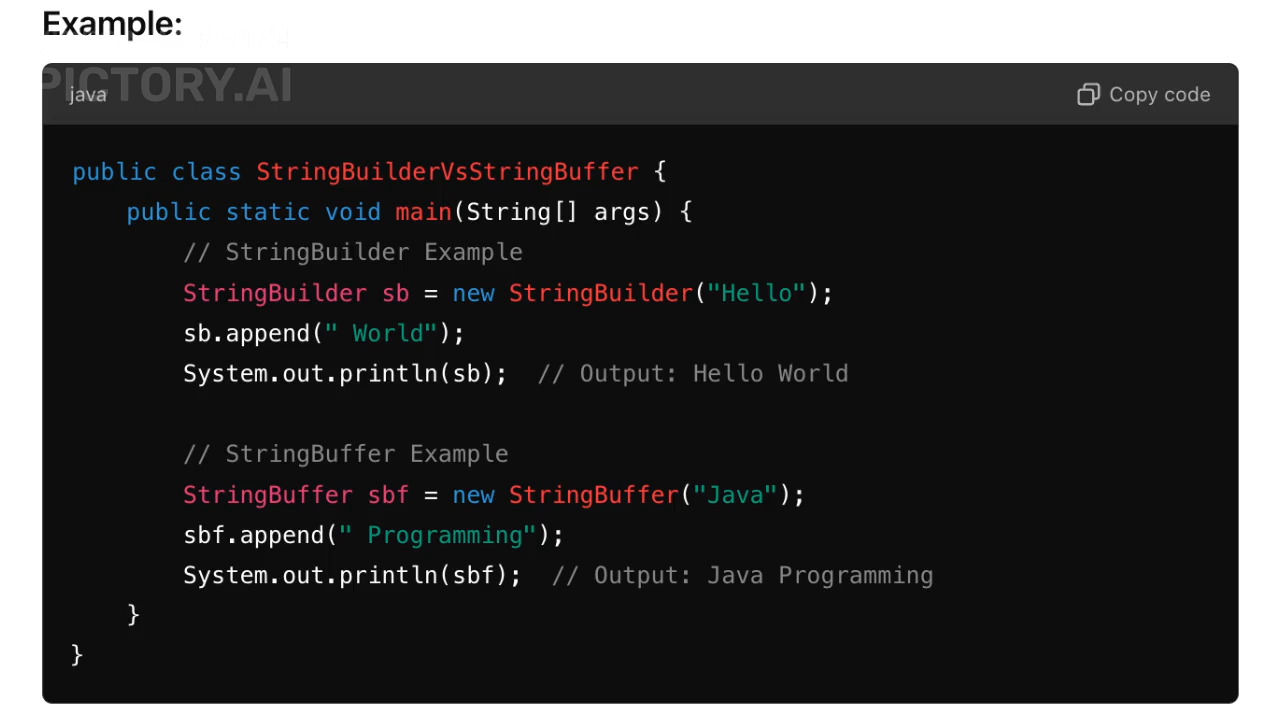 Example:
PICTORY.AI
java
Copy code
public class StringBuilderVsStringBuffer {
    public static void main(String[] args) {
        // StringBuilder Example
        StringBuilder sb = new StringBuilder("Hello");
        sb.append(" World");
        System.out.println(sb);  // Output: Hello World

        // StringBuffer Example
        StringBuffer sbf = new StringBuffer("Java");
        sbf.append(" Programming");
        System.out.println(sbf);  // Output: Java Programming
    }
}